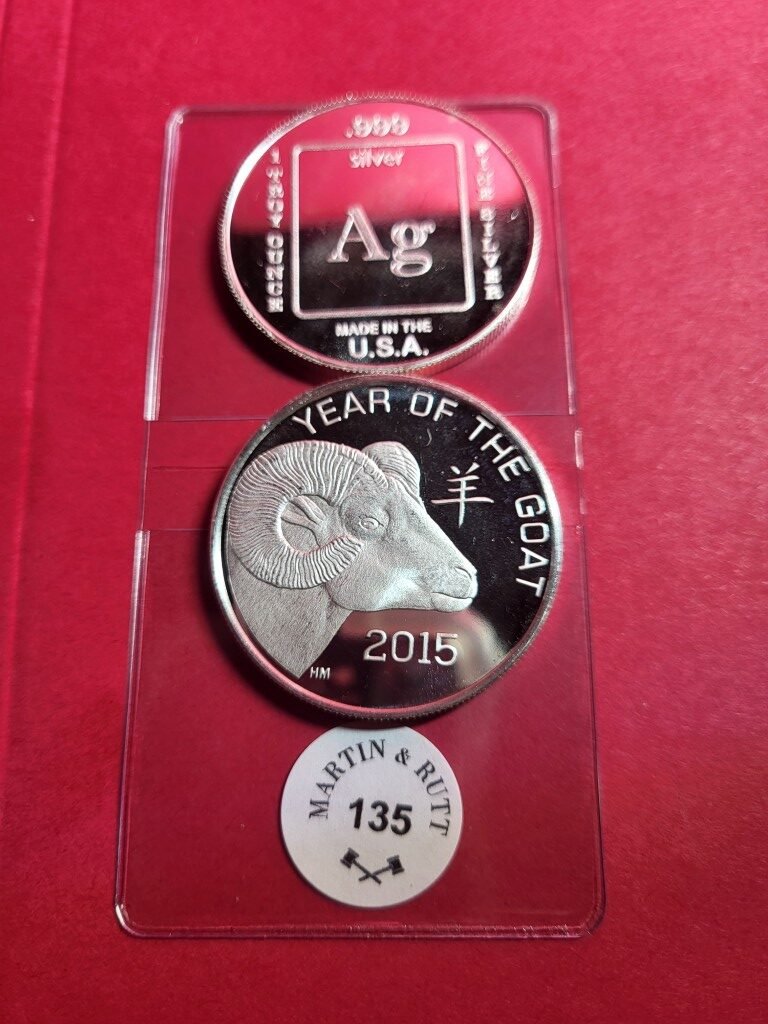 .999
silver
1 TROY OUNCE
Ag
FINE SILVER
MADE IN THE
U.S.A.
YEAR OF THE GOAT
羊
2015
HM
MARTIN & RUTT
135